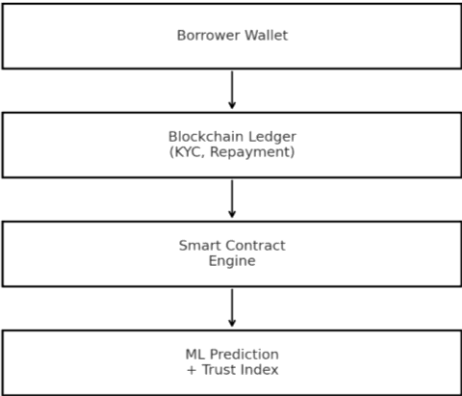 Borrower Wallet
Blockchain Ledger
(KYC, Repayment)
Smart Contract
Engine
ML Prediction
+ Trust Index